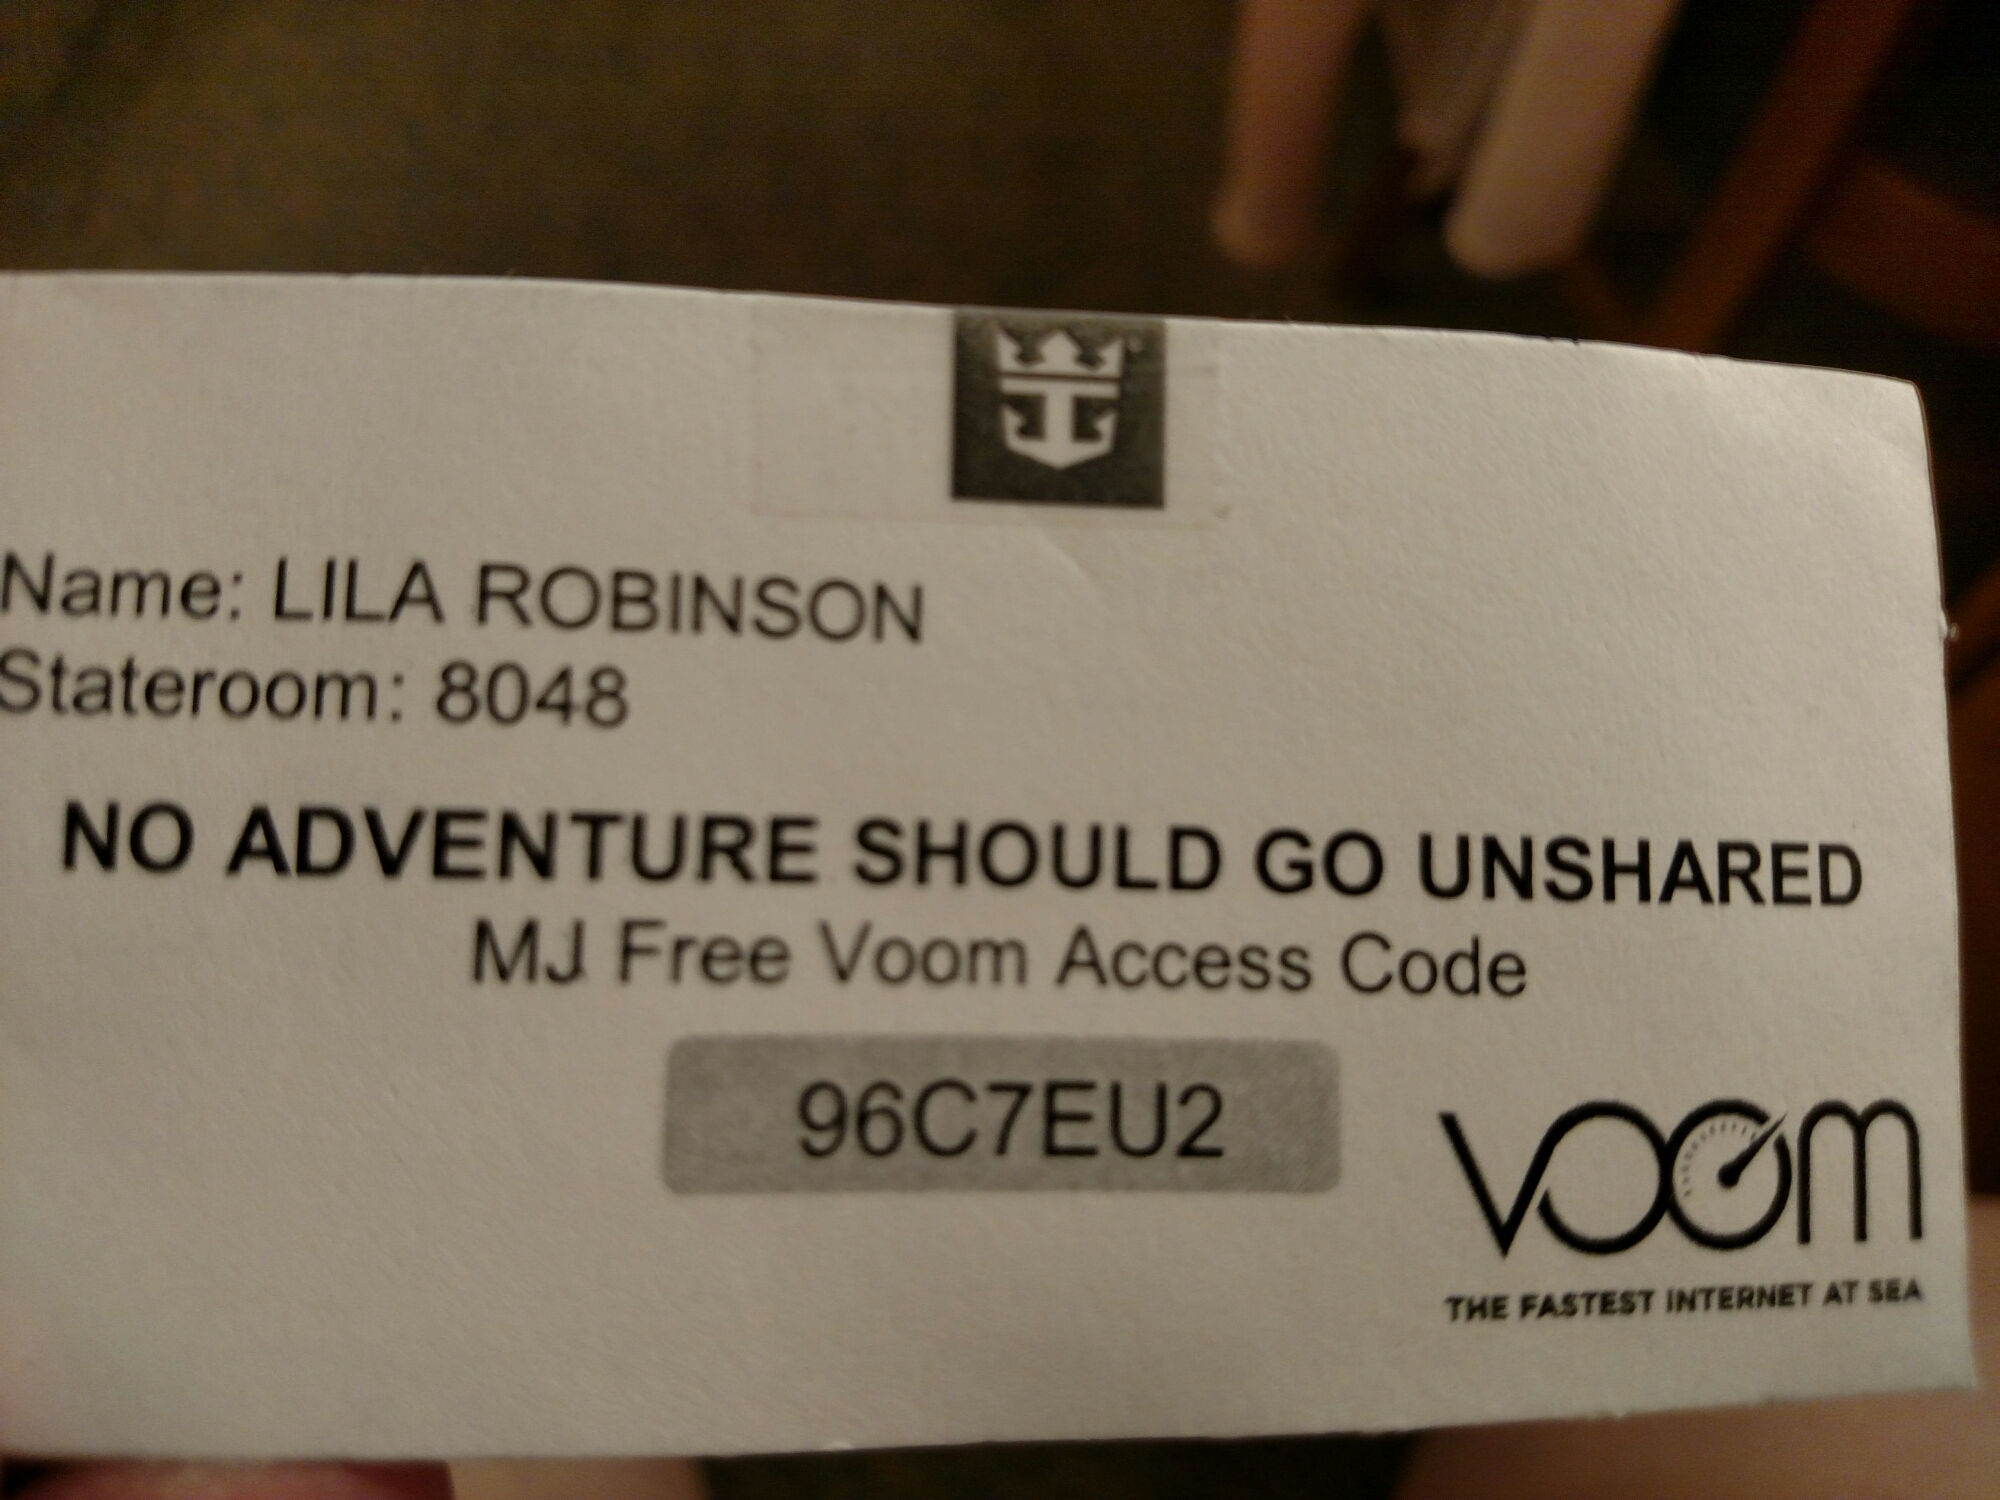 Name: LILA ROBINSON
Stateroom: 8048
NO ADVENTURE SHOULD GO UNSHARED
MJ Free Voom Access Code
96C7EU2
VOOM
THE FASTEST INTERNET AT SEA